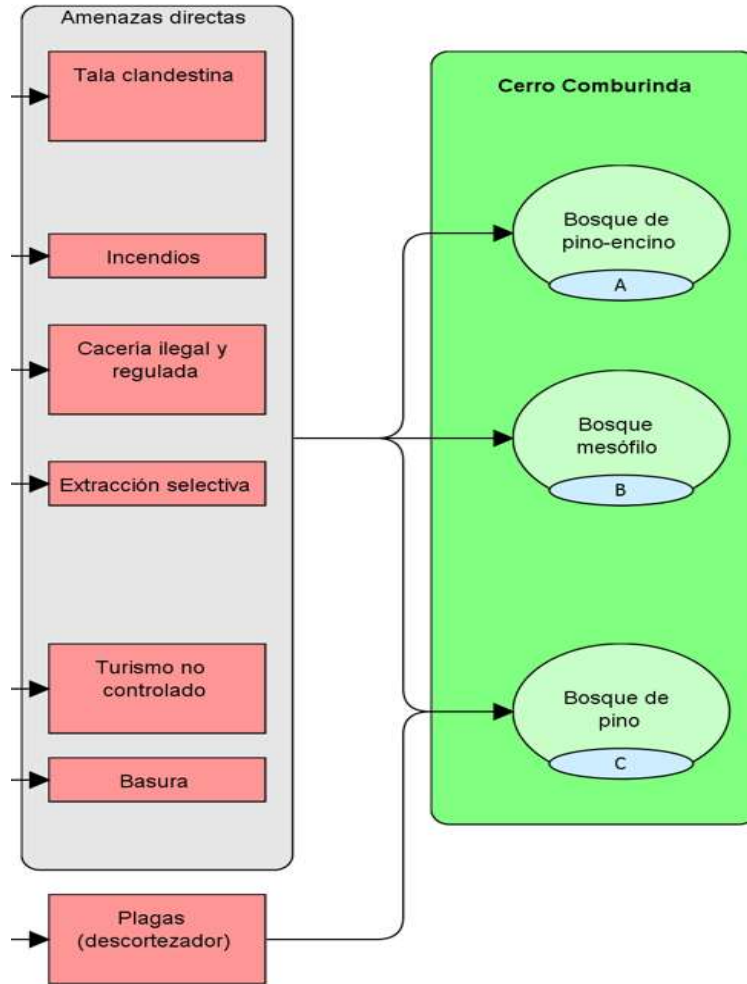 Amenazas directas
Tala clandestina
Incendios
Cacería ilegal y
regulada
Extracción selectiva
Turismo no
controlado
Basura
Plagas
(descortezador)
Cerro Comburinda
Bosque de
pino-encino
A
Bosque
mesófilo
B
Bosque de
pino
C